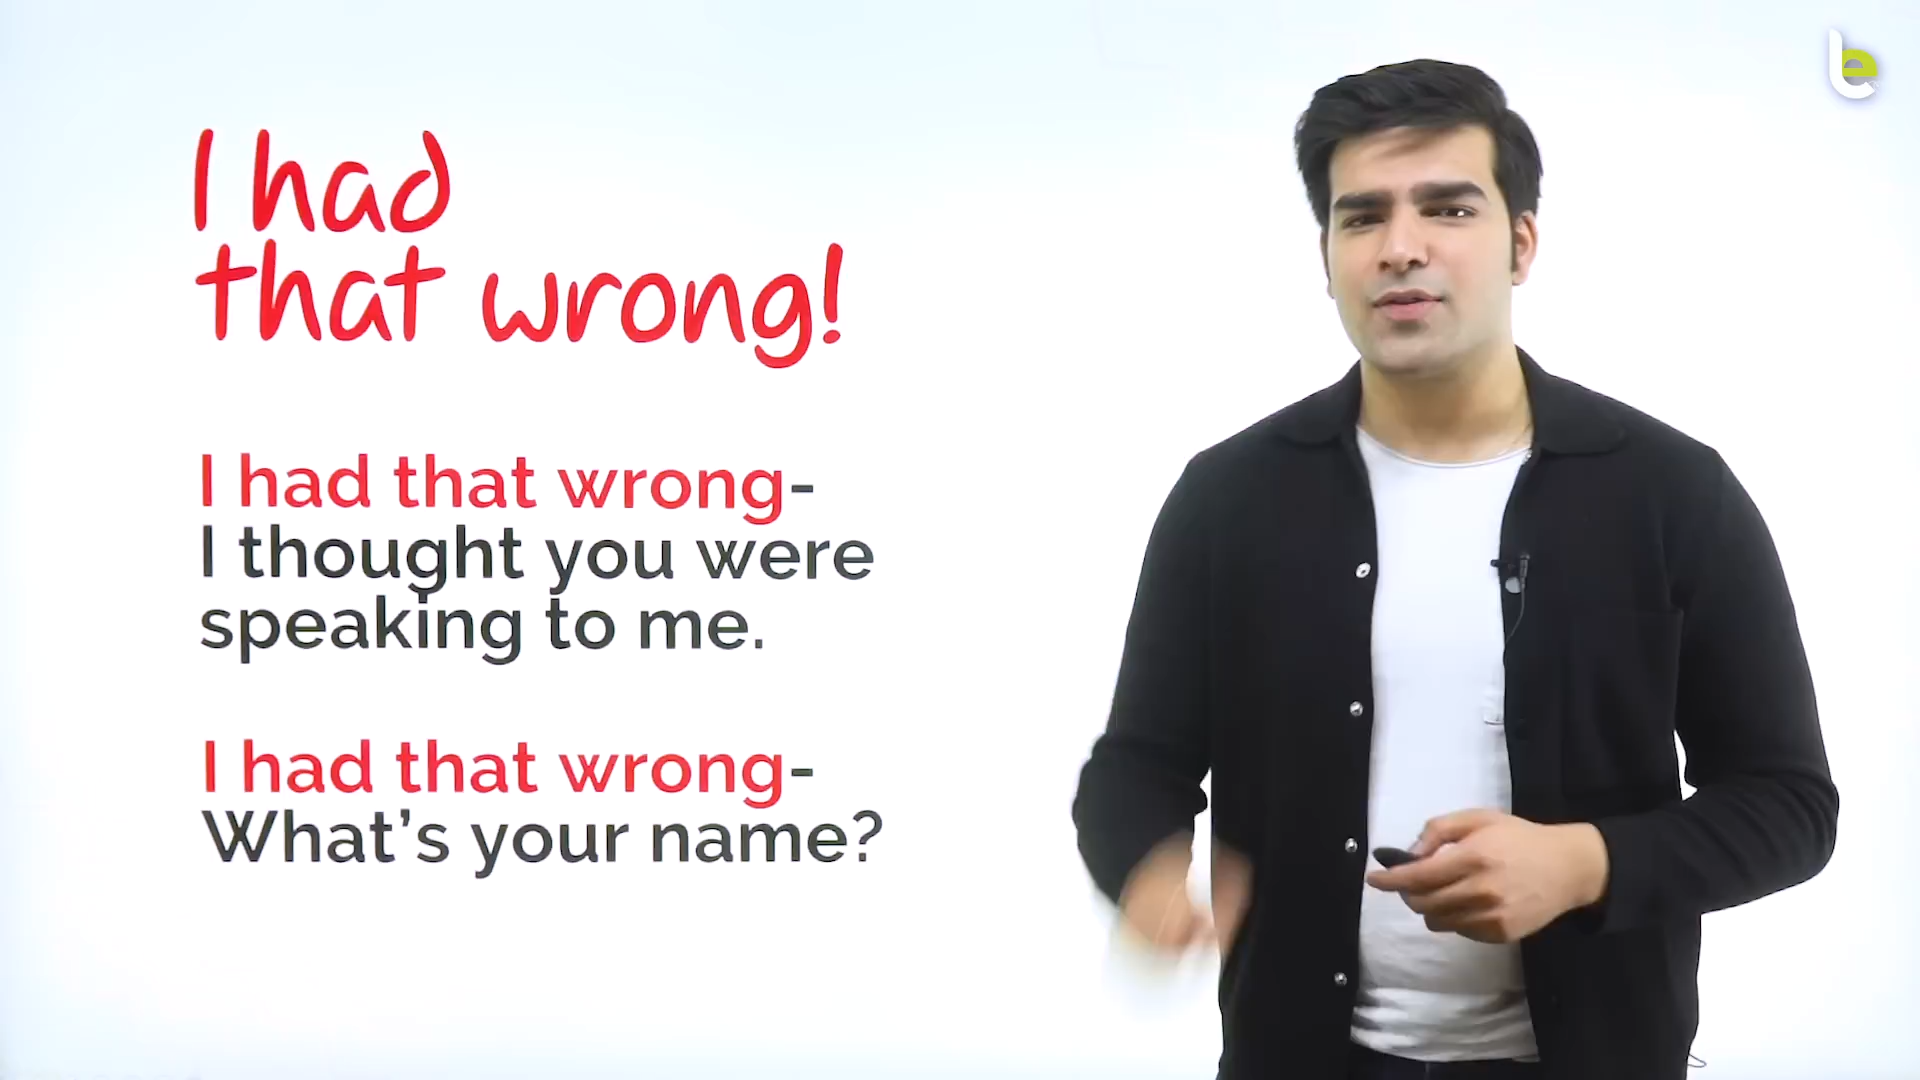 I had
that wrong!
I had that wrong-
I thought you were
speaking to me.
I had that wrong-
What's your name?